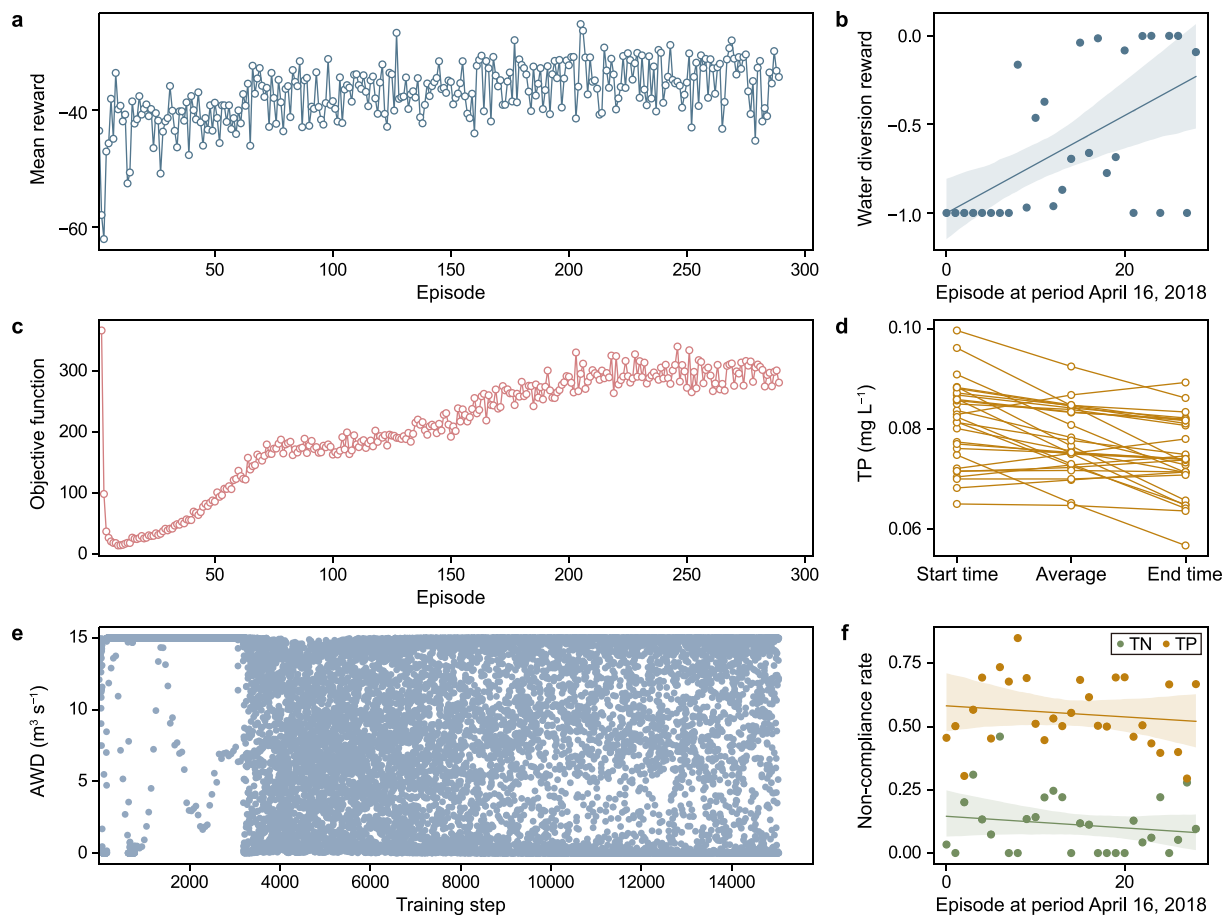 a
Mean reward
−40
−60
50
100
150
200
250
300
Episode
b
Water diversion reward
0.0
−0.5
−1.0
0
20
Episode at period April 16, 2018
c
Objective function
300
200
100
0
50
100
150
200
250
300
Episode
d
TP (mg L⁻¹)
0.10
0.08
0.06
Start time
Average
End time
e
AWD (m³ s⁻¹)
15
10
5
0
2000
4000
6000
8000
10000
12000
14000
Training step
f
Non-compliance rate
TN
TP
0.75
0.50
0.25
0.00
0
20
Episode at period April 16, 2018